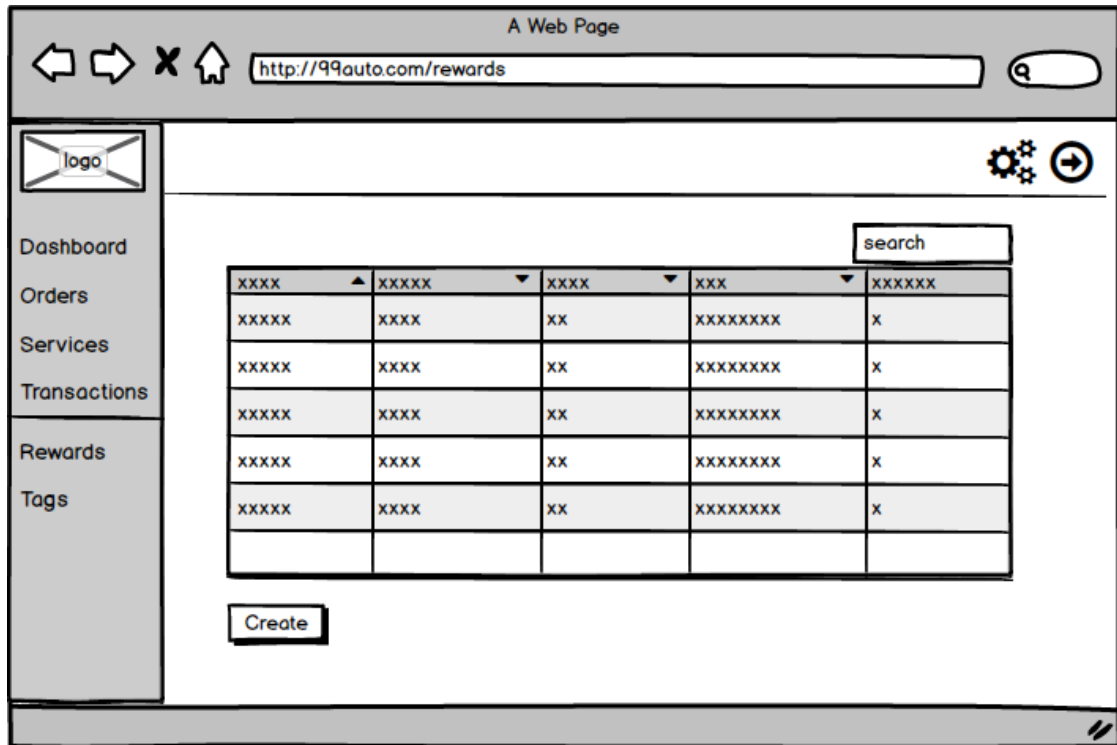 A Web Page
http://99auto.com/rewards
logo
Dashboard
Orders
Services
Transactions
Rewards
Tags
search
xxxx xxxxx xxxx xxx xxxxxx
xxxxx xxxx xx xxxxxxxx x
xxxxx xxxx xx xxxxxxxx x
xxxxx xxxx xx xxxxxxxx x
xxxxx xxxx xx xxxxxxxx x
xxxxx xxxx xx xxxxxxxx x
Create